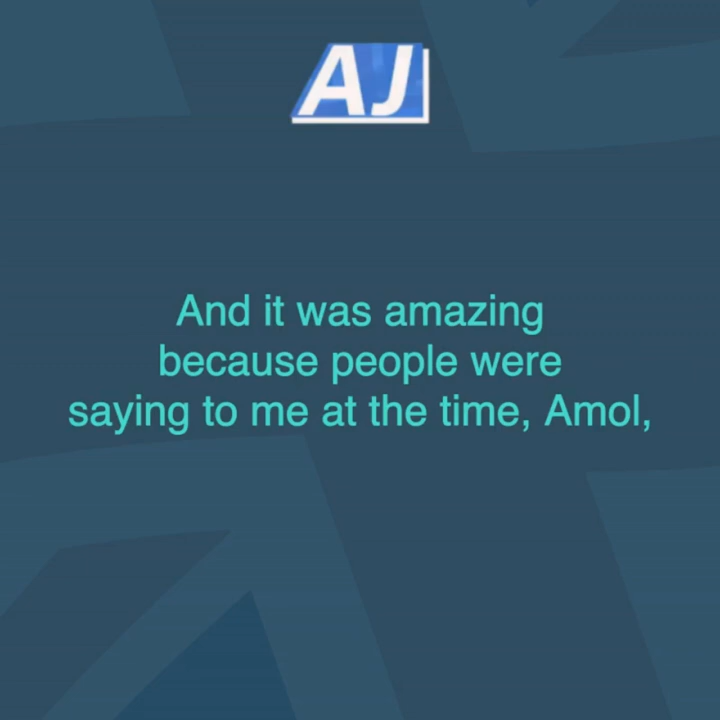 AJ
And it was amazing
because people were
saying to me at the time, Amol,